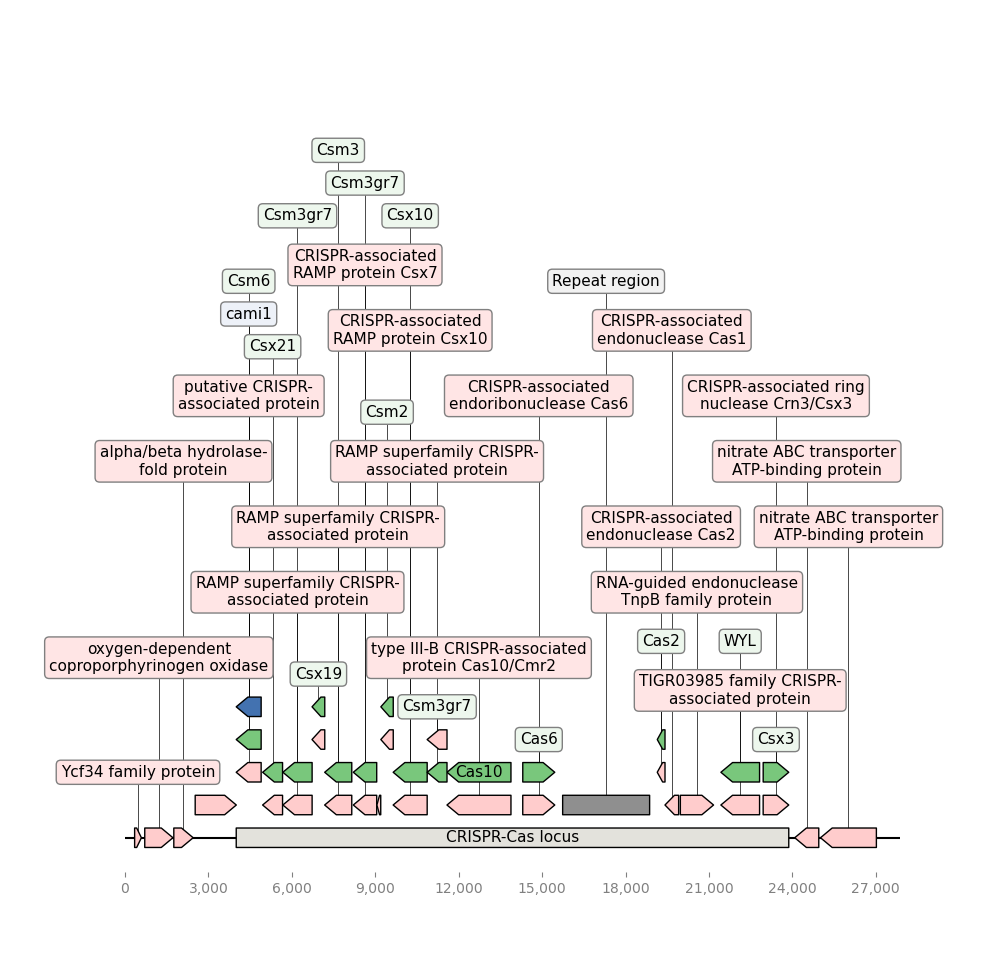 Csm3
Csm3gr7
Csm3gr7
Csx10
CRISPR-associated
RAMP protein Csx7
Csm6
Repeat region
cami1
CRISPR-associated
RAMP protein Csx10
CRISPR-associated
endonuclease Cas1
Csx21
putative CRISPR-
associated protein
CRISPR-associated
endoribonuclease Cas6
CRISPR-associated ring
nuclease Crn3/Csx3
Csm2
alpha/beta hydrolase-
fold protein
RAMP superfamily CRISPR-
associated protein
nitrate ABC transporter
ATP-binding protein
RAMP superfamily CRISPR-
associated protein
CRISPR-associated
endonuclease Cas2
nitrate ABC transporter
ATP-binding protein
RAMP superfamily CRISPR-
associated protein
RNA-guided endonuclease
TnpB family protein
oxygen-dependent
coproporphyrinogen oxidase
type III-B CRISPR-associated
protein Cas10/Cmr2
Cas2
WYL
Csx19
TIGR03985 family CRISPR-
associated protein
Csm3gr7
Cas6
Csx3
Ycf34 family protein
Cas10
CRISPR-Cas locus
0 3,000 6,000 9,000 12,000 15,000 18,000 21,000 24,000 27,000